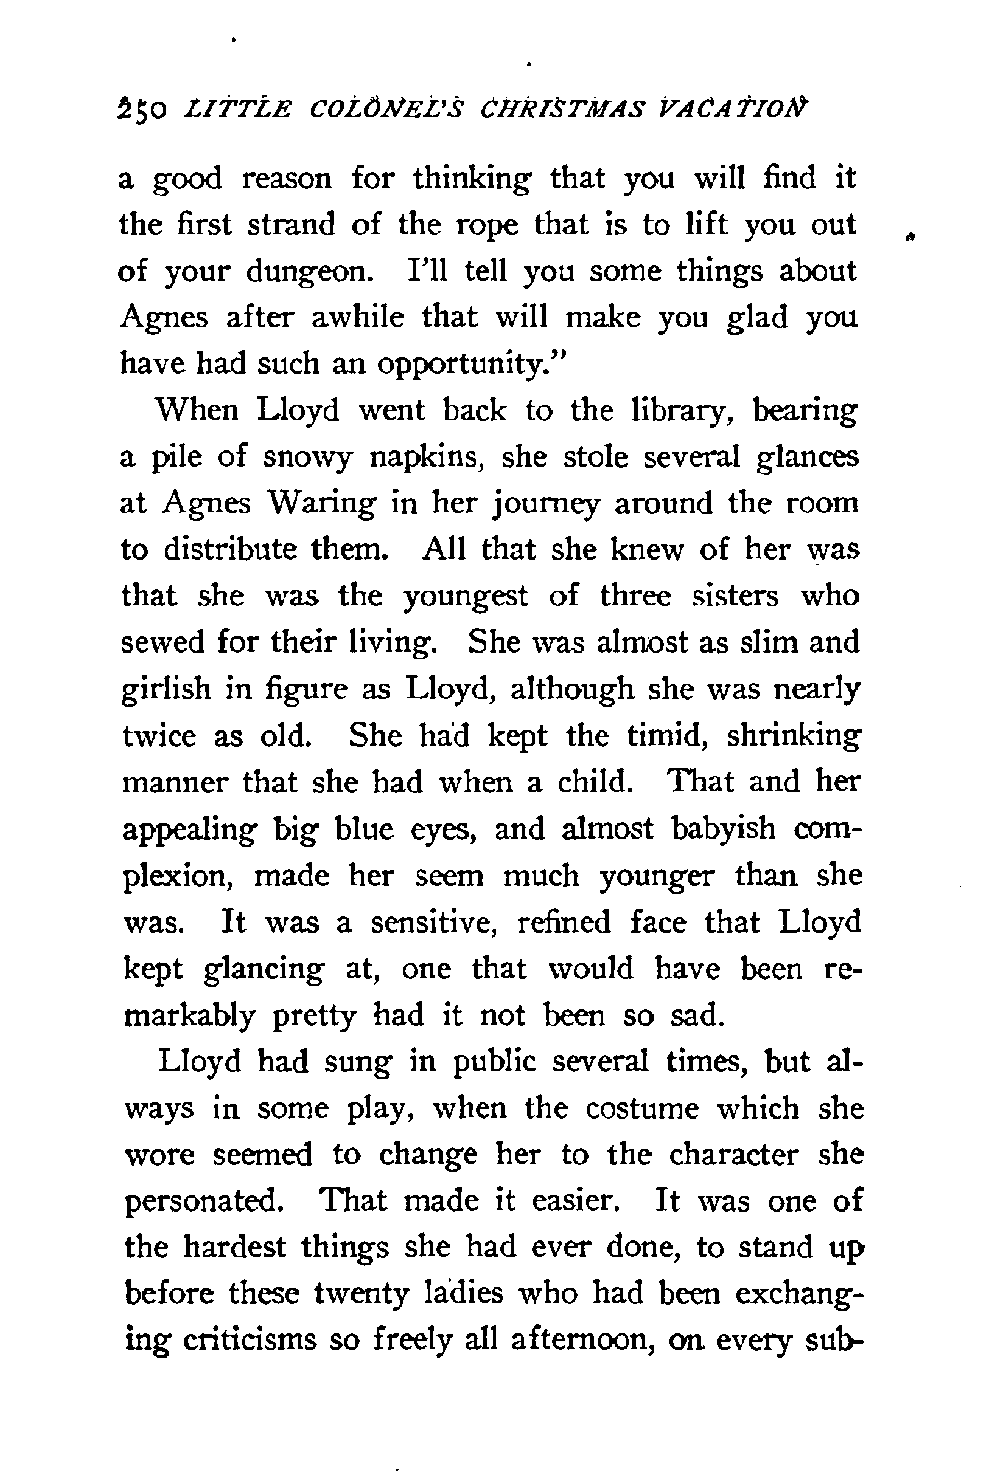 250 LITTLE COLONEL'S CHRISTMAS VACATION
a good reason for thinking that you will find it
the first strand of the rope that is to lift you out
of your dungeon. I'll tell you some things about
Agnes after awhile that will make you glad you
have had such an opportunity."
When Lloyd went back to the library, bearing
a pile of snowy napkins, she stole several glances
at Agnes Waring in her journey around the room
to distribute them. All that she knew of her was
that she was the youngest of three sisters who
sewed for their living. She was almost as slim and
girlish in figure as Lloyd, although she was nearly
twice as old. She had kept the timid, shrinking
manner that she had when a child. That and her
appealing big blue eyes, and almost babyish com-
plexion, made her seem much younger than she
was. It was a sensitive, refined face that Lloyd
kept glancing at, one that would have been re-
markably pretty had it not been so sad.
Lloyd had sung in public several times, but al-
ways in some play, when the costume which she
wore seemed to change her to the character she
personated. That made it easier. It was one of
the hardest things she had ever done, to stand up
before these twenty ladies who had been exchang-
ing criticisms so freely all afternoon, on every sub-